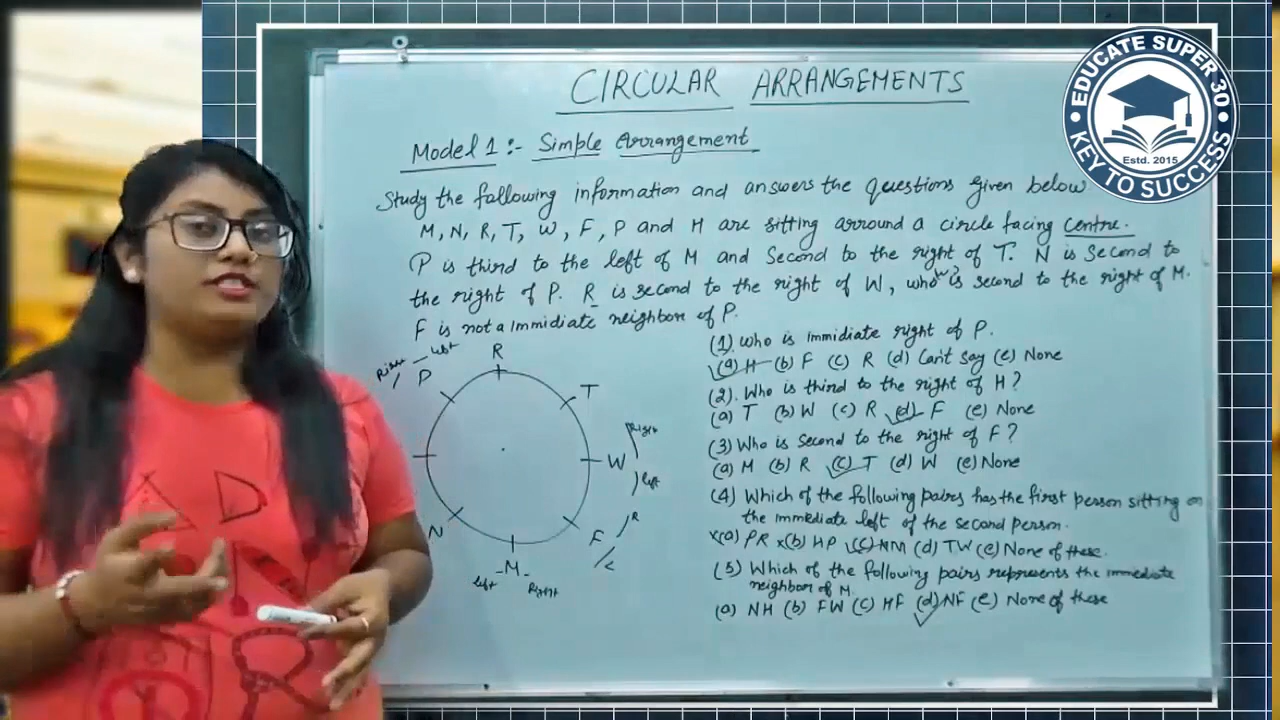 CIRCULAR ARRANGEMENTS
EDUCATE SUPER 30
Estd. 2015
KEY TO SUCCESS
Model 1:- Simple Arrangement
Study the following information and answers the questions given below
M, N, R, T, W, F, P and H are sitting arround a circle facing centre.
P is third to the left of M and second to the right of T. N is second to
the right of P. R is second to the right of W, who is second to the right of M.
F is not a immidiate neighbor of P.
(1). Who is immidiate right of P.
(a) H (b) F (c) R (d) Can't say (e) None
(2). Who is third to the right of H?
(a) T (b) W (c) R (d) F (e) None
(3) Who is second to the right of F?
(a) M (b) R (c) T (d) W (e) None
(4) Which of the following pairs has the first person sitting on
the immediate left of the second person.
x(a) PR x(b) HP (c) NM (d) TW (e) None of these.
(5) Which of the following pairs represents the immediate
neighbor of M.
(a) NH (b) FW (c) HF (d) NF (e) None of these
Right
left
P
R
T
Right
W
left
R
F
L
N
left
M
Right